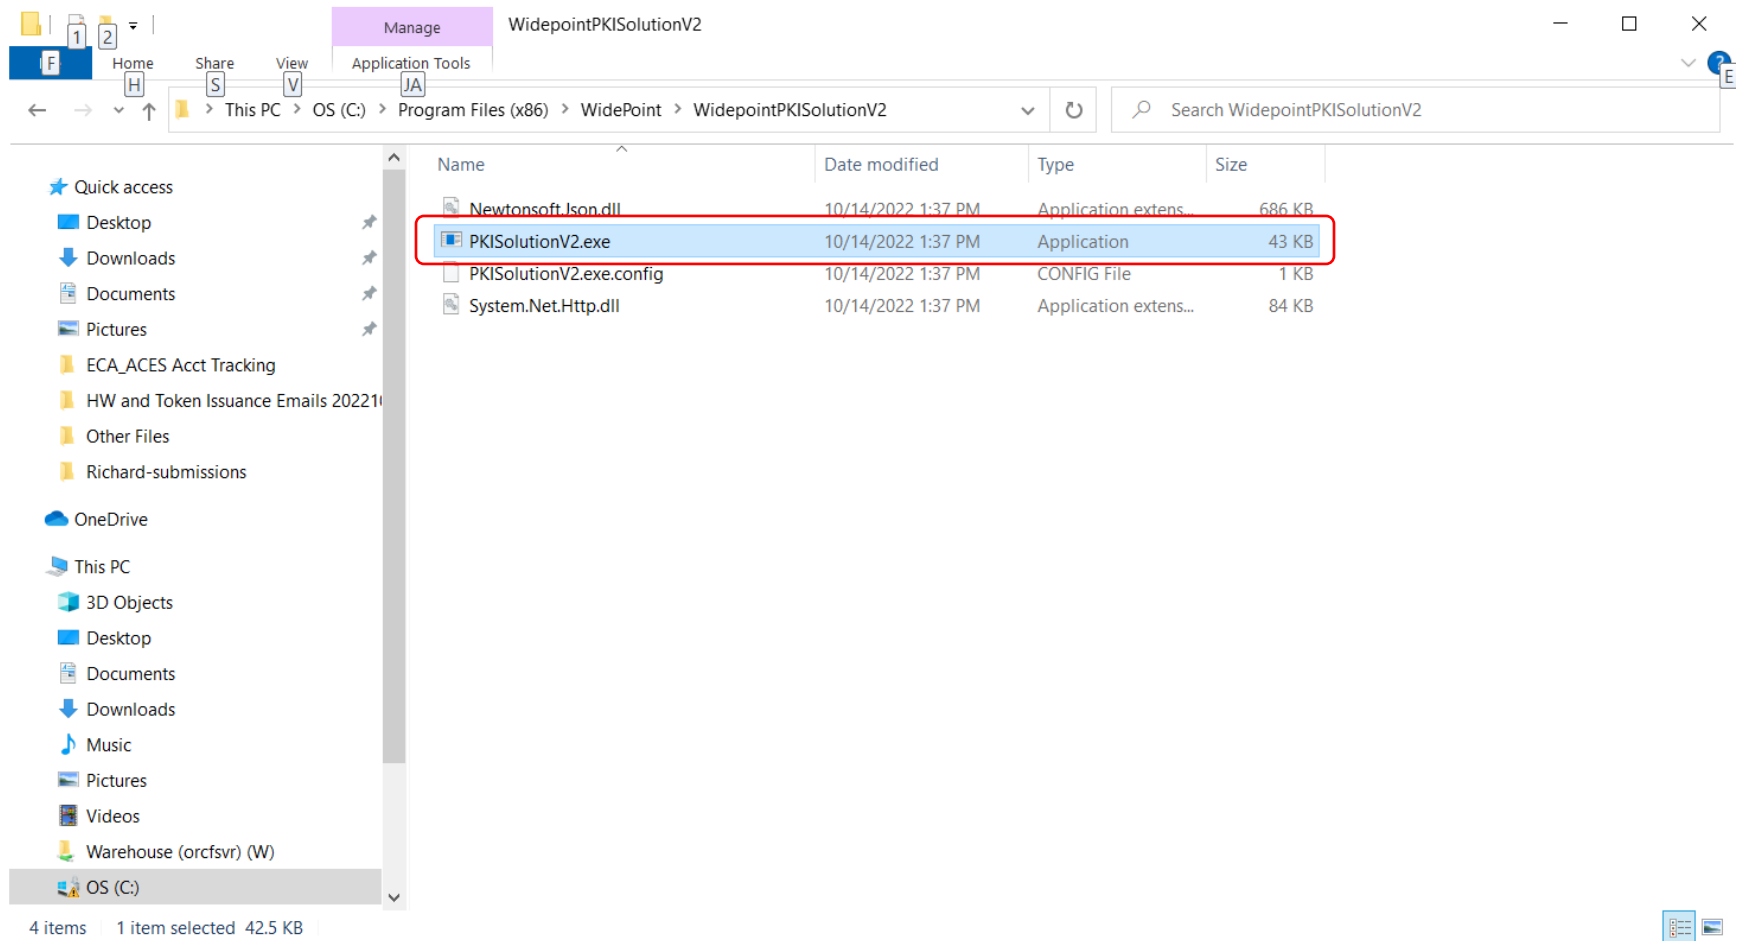 Manage
WidepointPKISolutionV2
1
2
F
Home
Share
View
Application Tools
?
H
S
V
JA
E
This PC > OS (C:) > Program Files (x86) > WidePoint > WidepointPKISolutionV2
Search WidepointPKISolutionV2
Name
Date modified
Type
Size
Newtonsoft.Json.dll 10/14/2022 1:37 PM Application extens... 686 KB
PKISolutionV2.exe 10/14/2022 1:37 PM Application 43 KB
PKISolutionV2.exe.config 10/14/2022 1:37 PM CONFIG File 1 KB
System.Net.Http.dll 10/14/2022 1:37 PM Application extens... 84 KB
Quick access
Desktop
Downloads
Documents
Pictures
ECA_ACES Acct Tracking
HW and Token Issuance Emails 20221
Other Files
Richard-submissions
OneDrive
This PC
3D Objects
Desktop
Documents
Downloads
Music
Pictures
Videos
Warehouse (orcfsvr) (W)
OS (C:)
4 items
1 item selected 42.5 KB